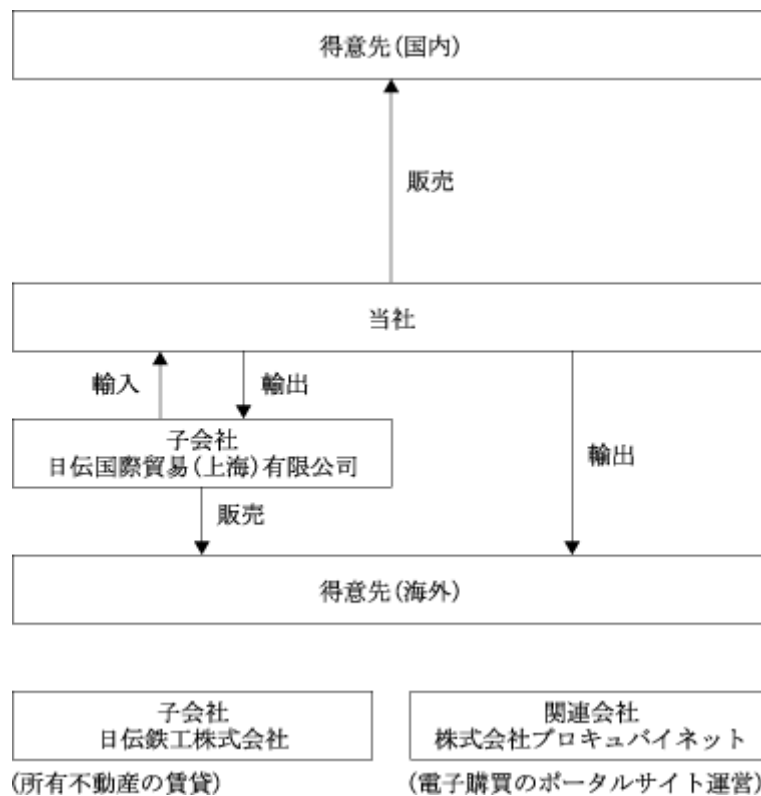 得意先(国内)
販売
当社
輸入
輸出
子会社
日伝国際貿易(上海)有限公司
輸出
販売
得意先(海外)
子会社
日伝鉄工株式会社
(所有不動産の賃貸)
関連会社
株式会社プロキュバイネット
(電子購買のポータルサイト運営)